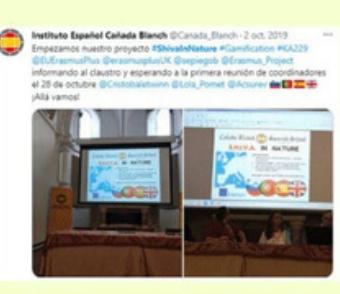 Instituto Español Cañada Blanch @Canada_Blanch · 2 oct. 2019
Empezamos nuestro proyecto #ShivaInNature #Gamification #KA229
@EUErasmusPlus @erasmusplusUK @sepiegob @Erasmus_Project
informando al claustro y esperando a la primera reunión de coordinadores
el 28 de octubre @Cristobaletwinn @Lola_Pomet @Acsurev
¡Allá vamos!
S.H.I.V.A. IN NATURE
S.H.I.V.A. IN NATURE